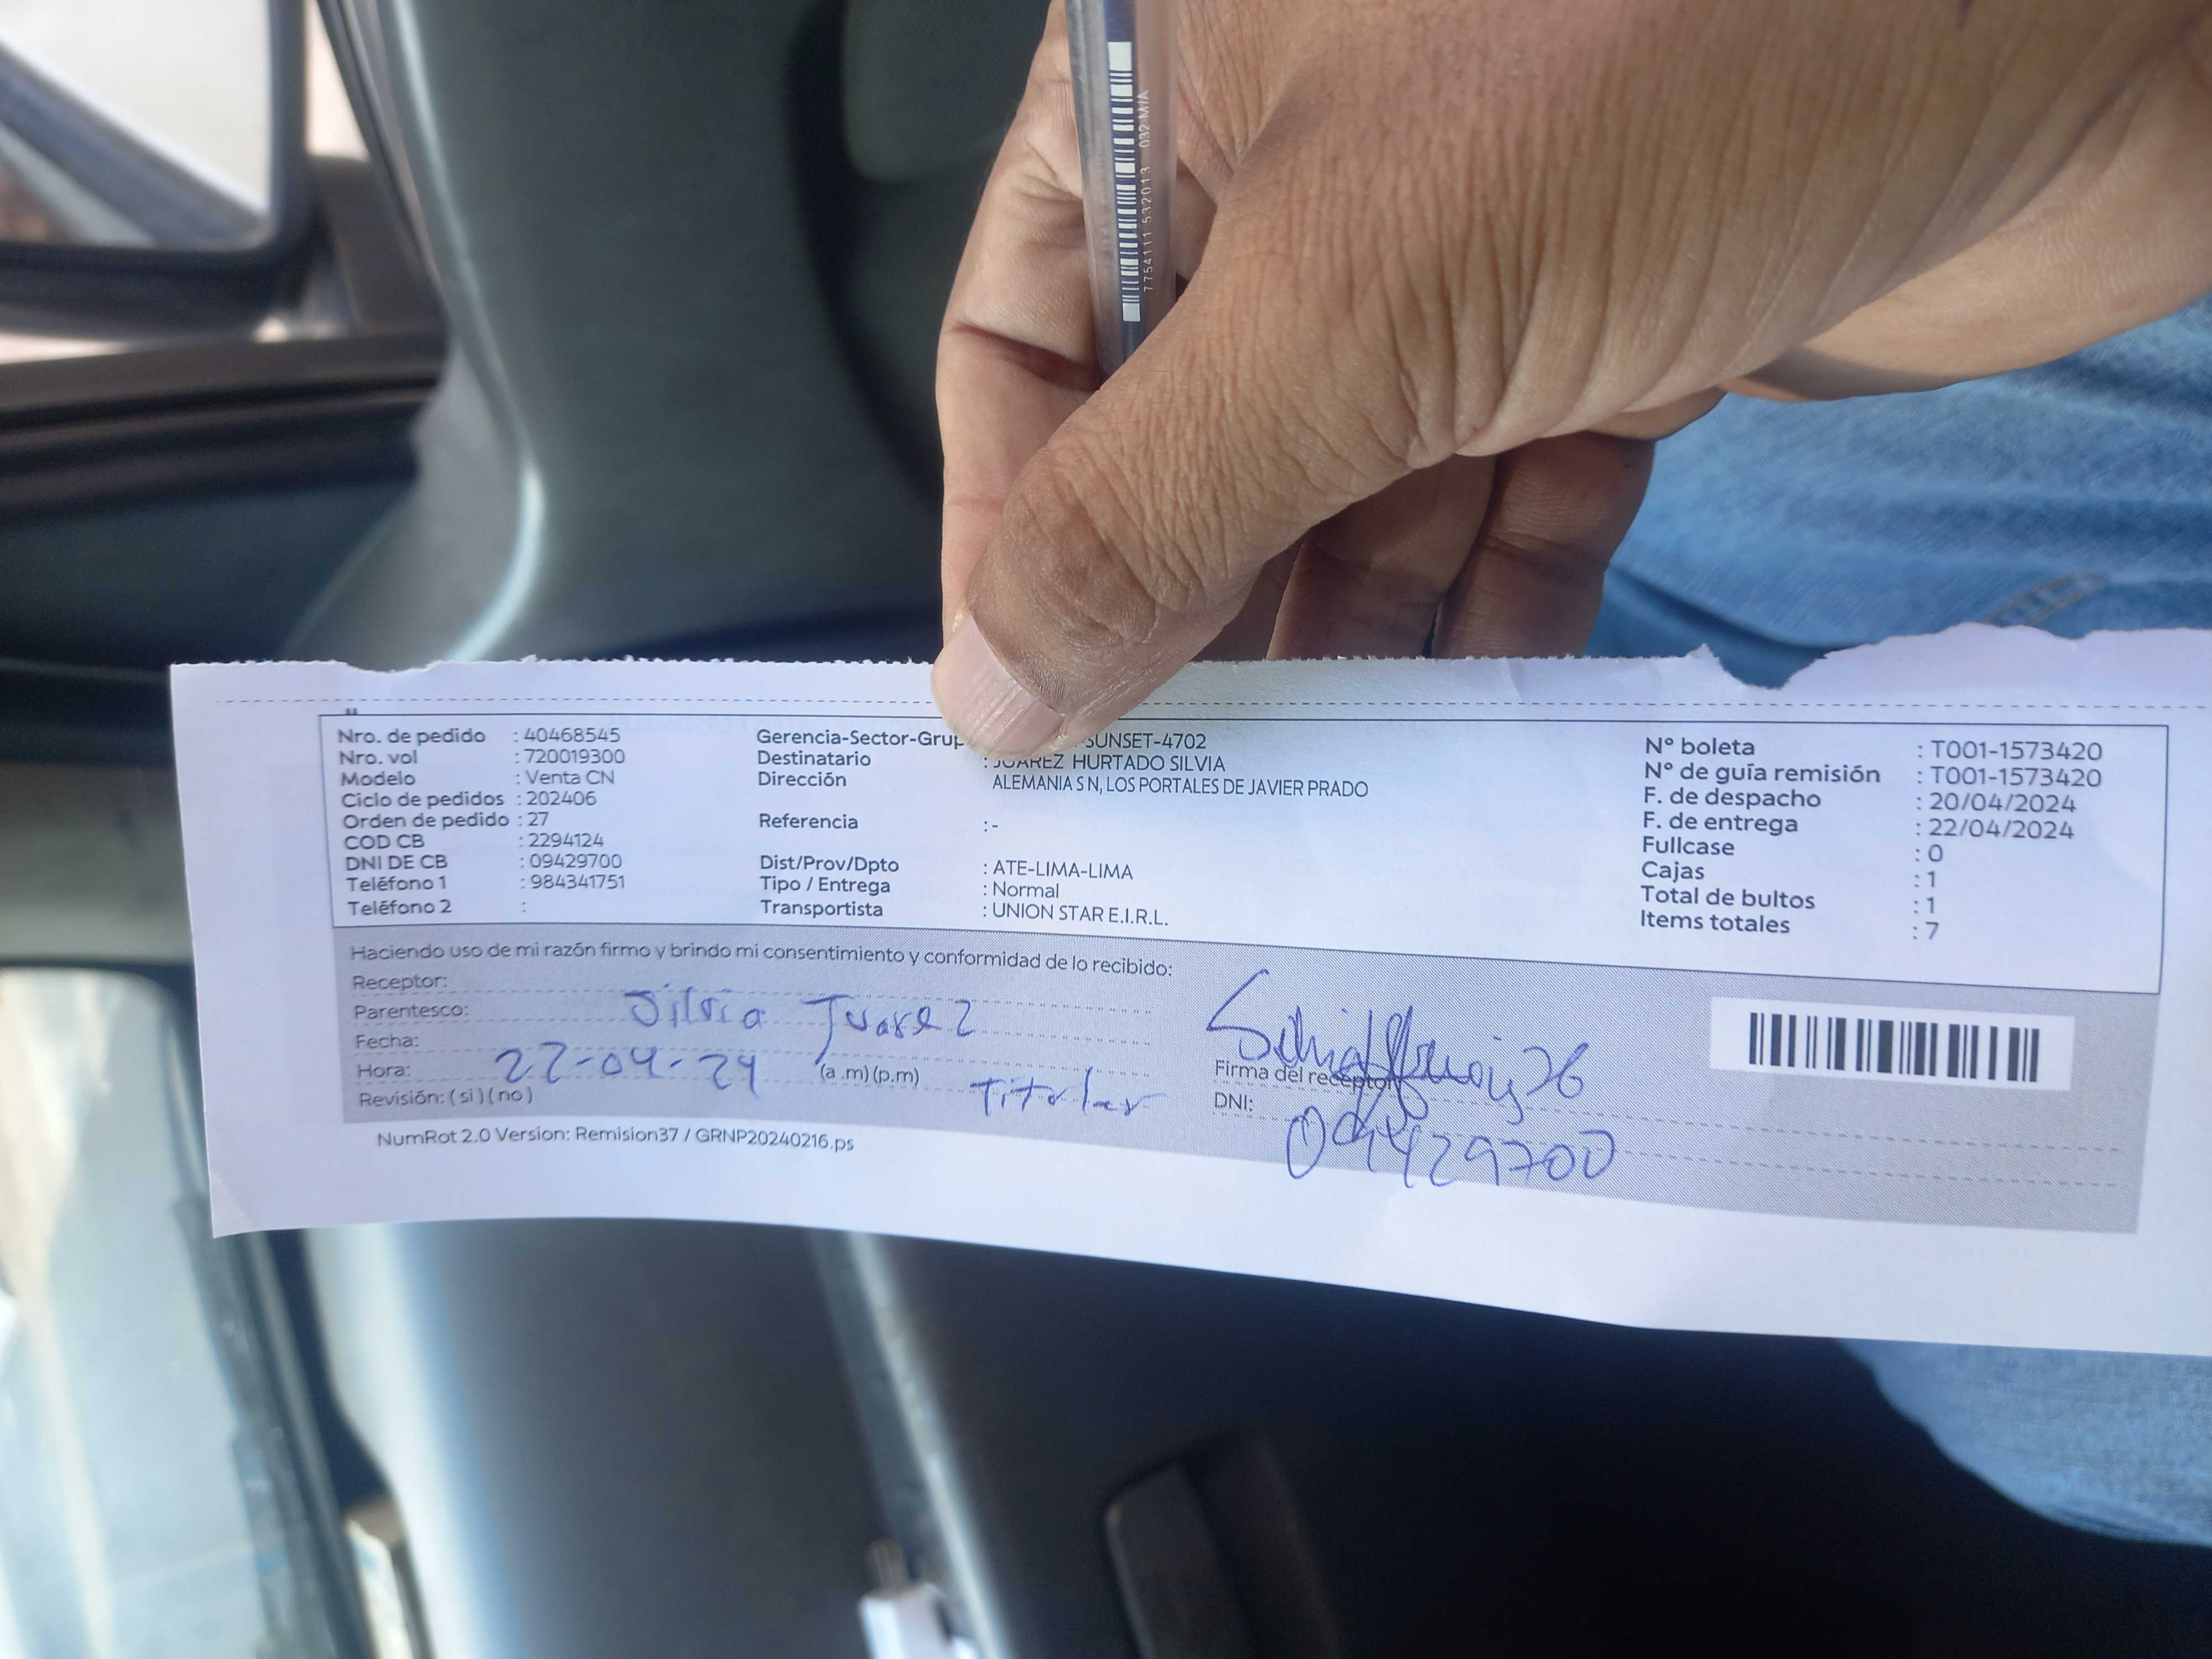 7754111 532013 032 M/A
Nro. de pedido : 40468545
Nro. vol : 720019300
Modelo : Venta CN
Ciclo de pedidos : 202406
Orden de pedido : 27
COD CB : 2294124
DNI DE CB : 09429700
Teléfono 1 : 984341751
Teléfono 2 :
Gerencia-Sector-Grup SUNSET-4702
Destinatario : JUAREZ HURTADO SILVIA
Dirección ALEMANIA S N, LOS PORTALES DE JAVIER PRADO
Referencia : -
Dist/Prov/Dpto : ATE-LIMA-LIMA
Tipo / Entrega : Normal
Transportista : UNION STAR E.I.R.L.
N° boleta : T001-1573420
N° de guía remisión : T001-1573420
F. de despacho : 20/04/2024
F. de entrega : 22/04/2024
Fullcase : 0
Cajas : 1
Total de bultos : 1
Items totales : 7
Haciendo uso de mi razón firmo y brindo mi consentimiento y conformidad de lo recibido:
Receptor:
Parentesco: Silvia Juarez
Fecha:
Hora: 22-04-24 (a.m)(p.m) Titular
Revisión: (si) (no)
Firma del receptor
DNI: 09429700
NumRot 2.0 Version: Remision37 / GRNP20240216.ps